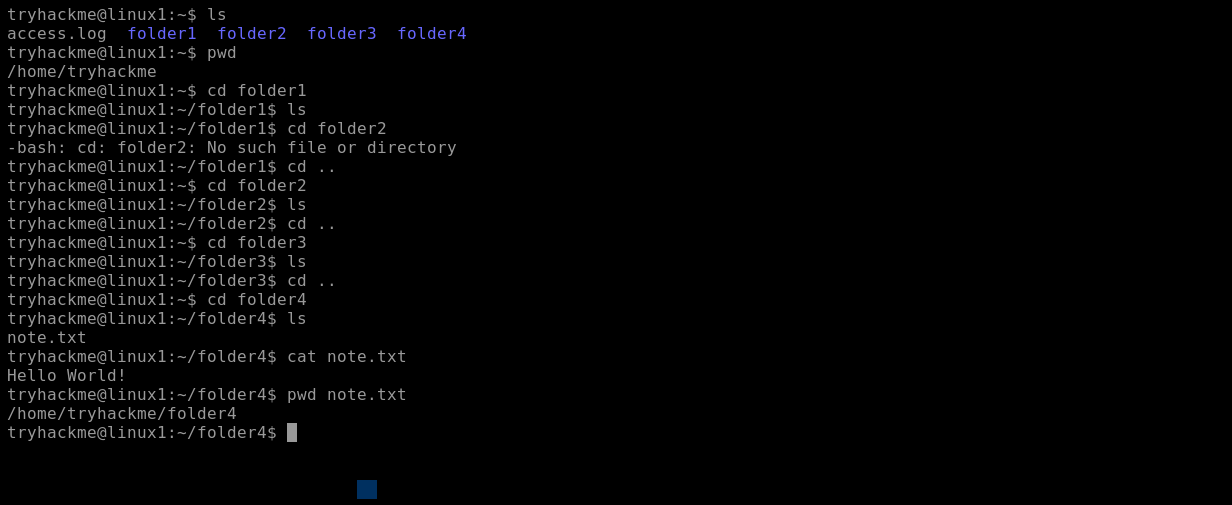 tryhackme@linux1:~$ ls
access.log  folder1  folder2  folder3  folder4
tryhackme@linux1:~$ pwd
/home/tryhackme
tryhackme@linux1:~$ cd folder1
tryhackme@linux1:~/folder1$ ls
tryhackme@linux1:~/folder1$ cd folder2
-bash: cd: folder2: No such file or directory
tryhackme@linux1:~/folder1$ cd ..
tryhackme@linux1:~$ cd folder2
tryhackme@linux1:~/folder2$ ls
tryhackme@linux1:~/folder2$ cd ..
tryhackme@linux1:~$ cd folder3
tryhackme@linux1:~/folder3$ ls
tryhackme@linux1:~/folder3$ cd ..
tryhackme@linux1:~$ cd folder4
tryhackme@linux1:~/folder4$ ls
note.txt
tryhackme@linux1:~/folder4$ cat note.txt
Hello World!
tryhackme@linux1:~/folder4$ pwd note.txt
/home/tryhackme/folder4
tryhackme@linux1:~/folder4$